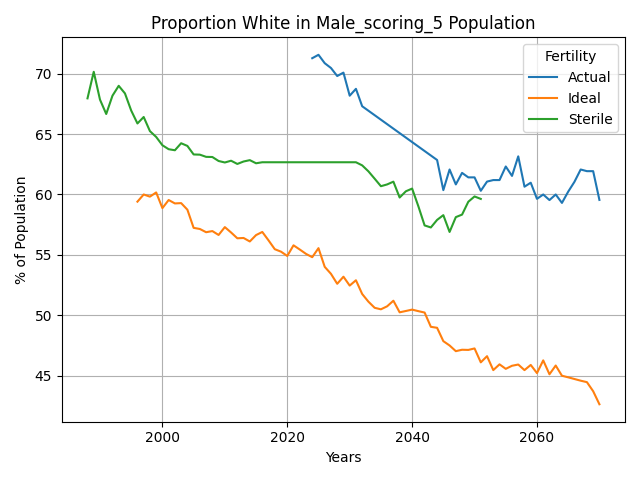 Proportion White in Male_scoring_5 Population
% of Population
70
65
60
55
50
45
Fertility
Actual
Ideal
Sterile
2000 2020 2040 2060
Years